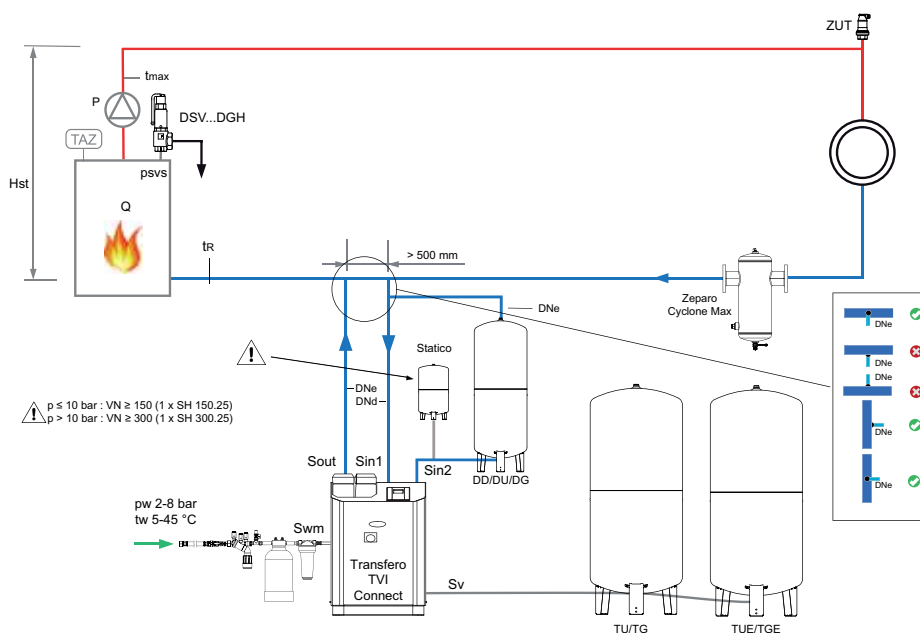 ZUT
tmax
P
DSV...DGH
TAZ
psvs
Hst
Q
tR
> 500 mm
DNe
Zeparo
Cyclone Max
Statico
DNe
DNe
DNe
DNe
DNe
DNe
DNd
p ≤ 10 bar : VN ≥ 150 (1 x SH 150.25)
p > 10 bar : VN ≥ 300 (1 x SH 300.25)
Sout
Sin1
Sin2
DD/DU/DG
pw 2-8 bar
tw 5-45 °C
Swm
Transfero
TVI
Connect
Sv
TU/TG
TUE/TGE